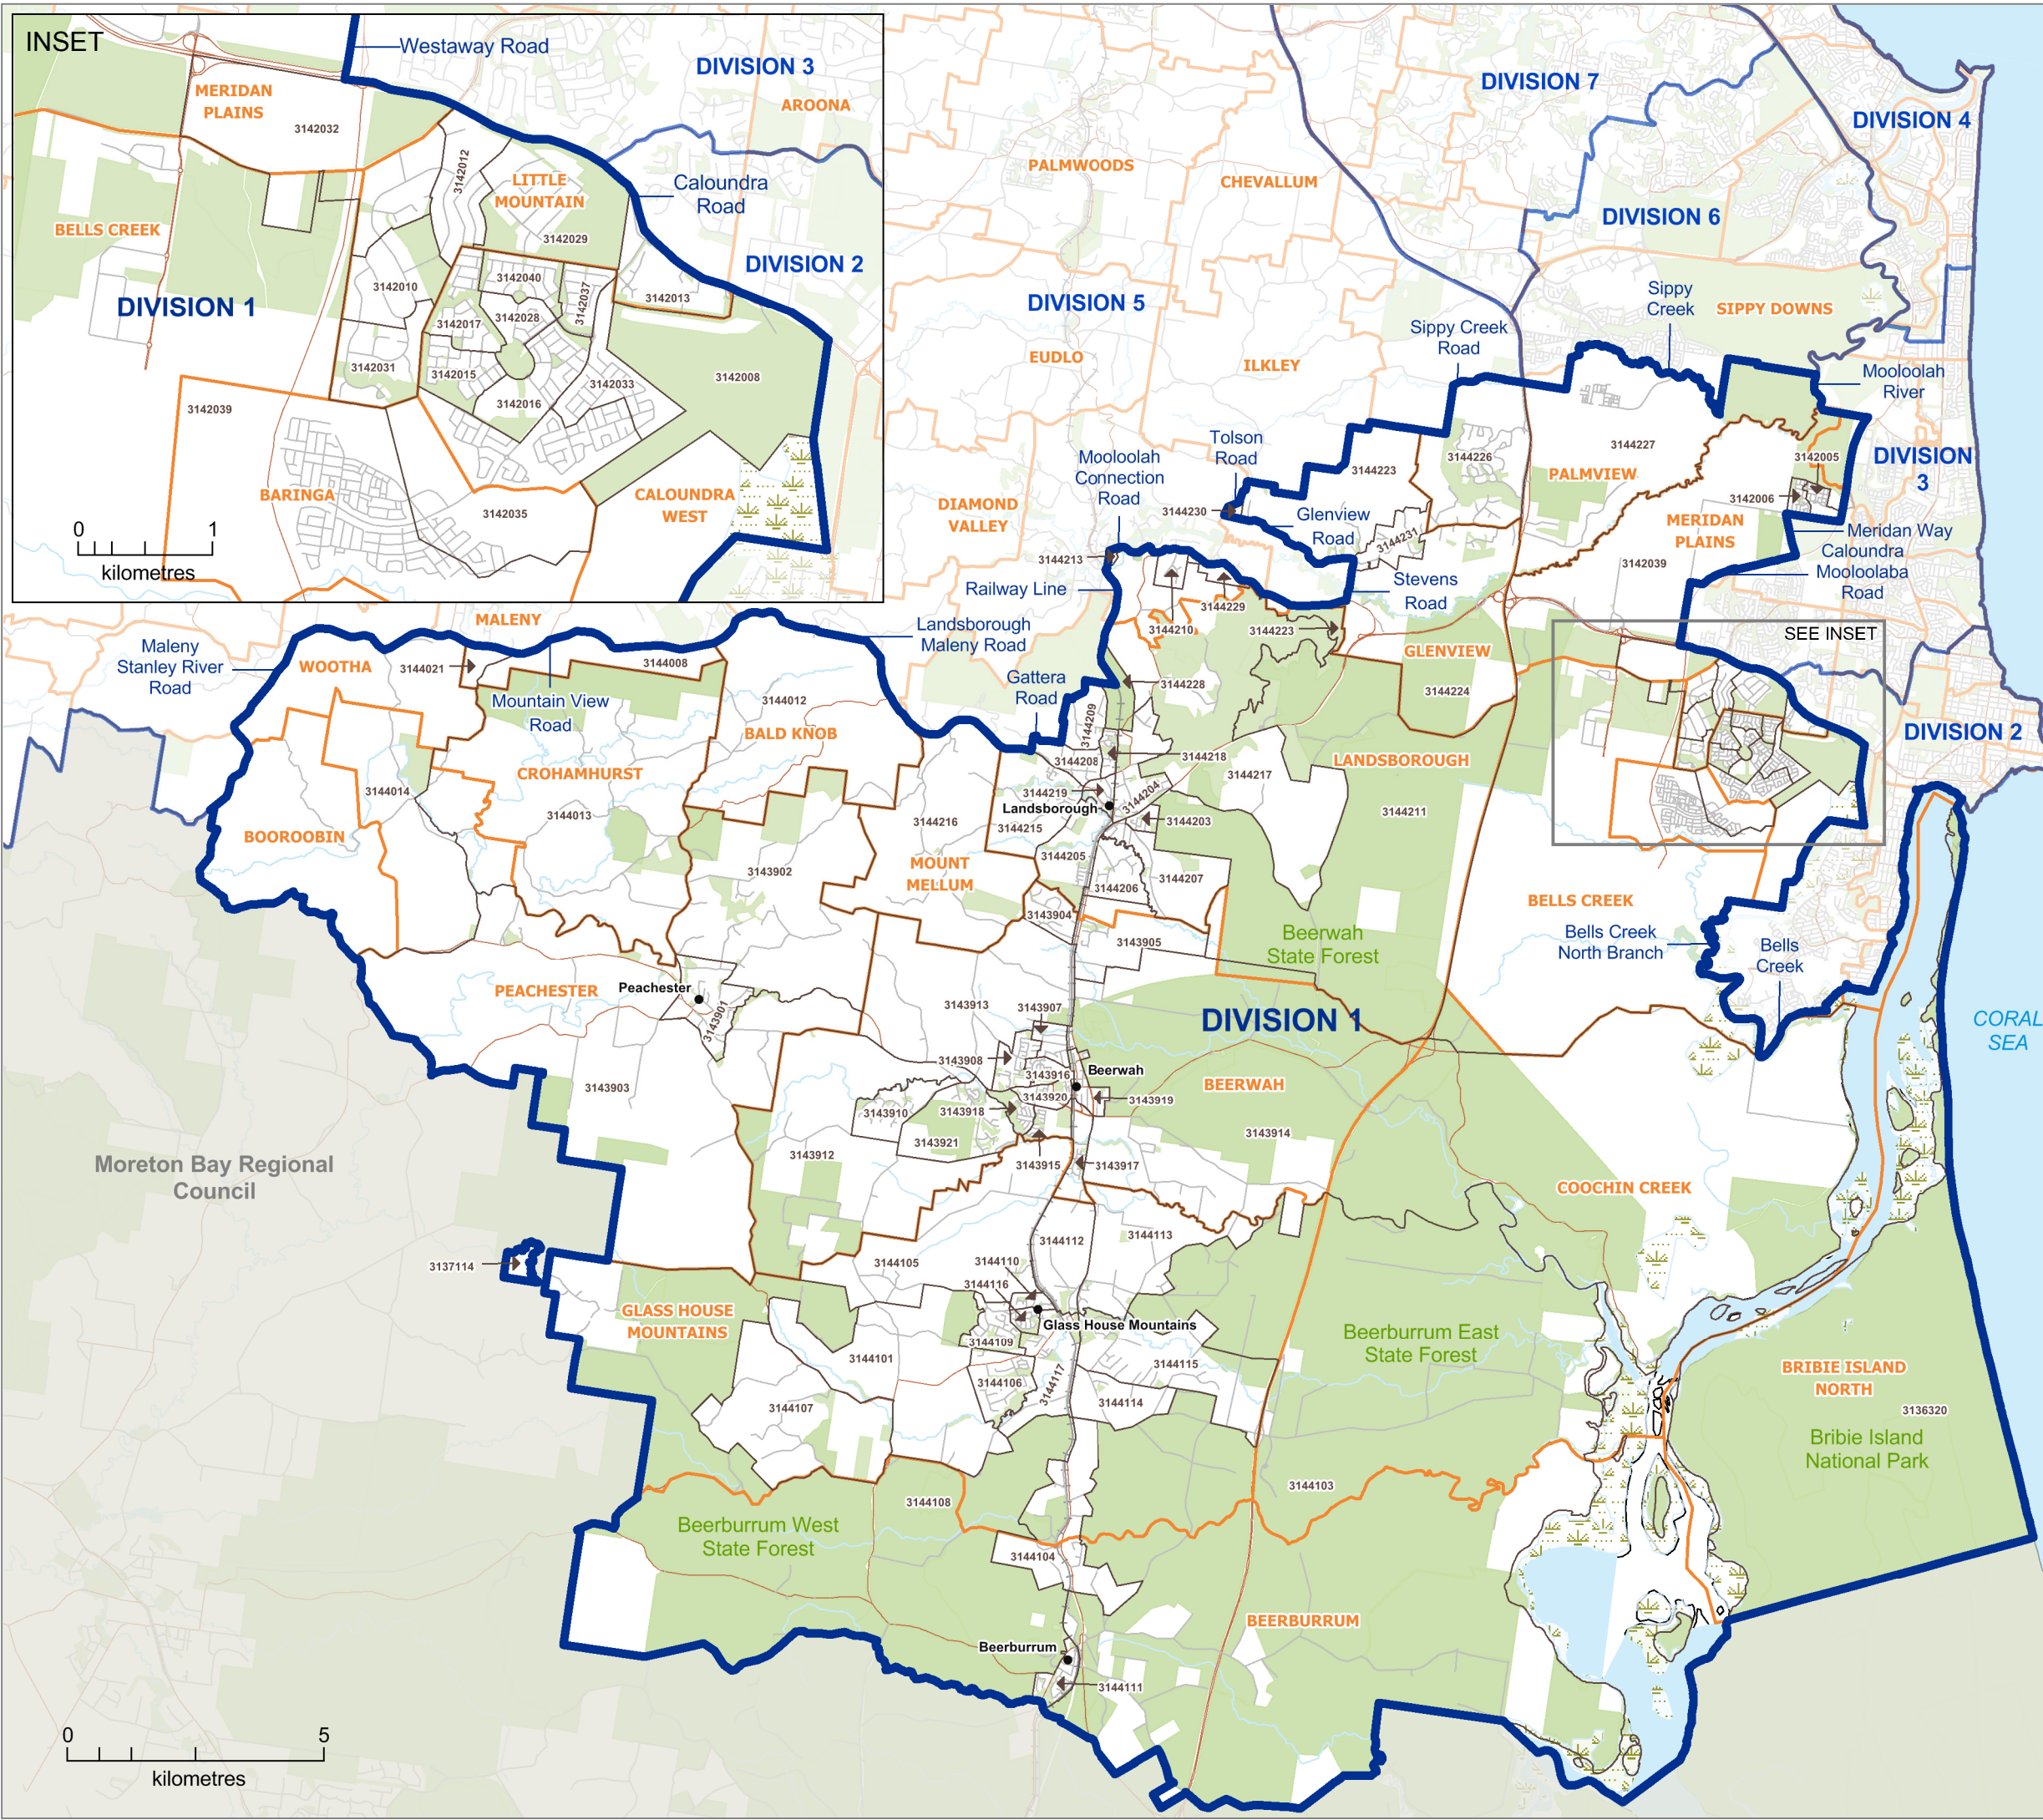 INSET
Westaway Road
DIVISION 3
AROONA
MERIDAN
PLAINS
3142032
3142012
LITTLE
MOUNTAIN
Caloundra
Road
BELLS CREEK
3142029
DIVISION 2
DIVISION 1
3142010
3142040
3142037
3142013
3142017
3142028
3142031
3142015
3142033
3142008
3142016
3142039
BARINGA
3142035
CALOUNDRA
WEST
0
1
kilometres
DIVISION 7
DIVISION 4
PALMWOODS
CHEVALLUM
DIVISION 6
DIVISION 5
Sippy
Creek
SIPPY DOWNS
Sippy Creek
Road
EUDLO
ILKLEY
Mooloolah
River
Tolson
Road
Mooloolah
Connection
Road
3144223
3144226
3144227
PALMVIEW
3142005
DIVISION
3
DIAMOND
VALLEY
3144230
Glenview
Road
3142006
MERIDAN
PLAINS
Meridan Way
3144231
3144213
3142039
Caloundra
Mooloolaba
Road
Railway Line
Stevens
Road
3144229
3144210
3144223
SEE INSET
MALENY
Landsborough
Maleny Road
Maleny
Stanley River
Road
WOOTHA
3144021
3144008
GLENVIEW
Gattera
Road
3144228
3144224
Mountain View
Road
3144012
BALD KNOB
3144209
DIVISION 2
3144208
3144218
LANDSBOROUGH
CROHAMHURST
3144217
3144014
3144219
3144204
Landsborough
3144013
3144211
3144216
3144215
3144203
BOOROOBIN
MOUNT
MELLUM
3144205
3143902
3144206
3144207
BELLS CREEK
3143904
Beerwah
State Forest
3143905
Bells Creek
North Branch
Bells
Creek
PEACHESTER
Peachester
3143901
3143913
3143907
DIVISION 1
CORAL
SEA
3143908
3143916
Beerwah
BEERWAH
3143903
3143920
3143919
3143910
3143918
3143914
3143921
3143912
3143915
3143917
Moreton Bay Regional
Council
COOCHIN CREEK
3144112
3144113
3137114
3144105
3144110
3144116
GLASS HOUSE
MOUNTAINS
Glass House Mountains
3144109
Beerburrum East
State Forest
3144101
3144115
3144106
3144117
BRIBIE ISLAND
NORTH
3144107
3144114
3136320
Bribie Island
National Park
3144103
3144108
Beerburrum West
State Forest
3144104
BEERBURRUM
Beerburrum
3144111
0
5
kilometres